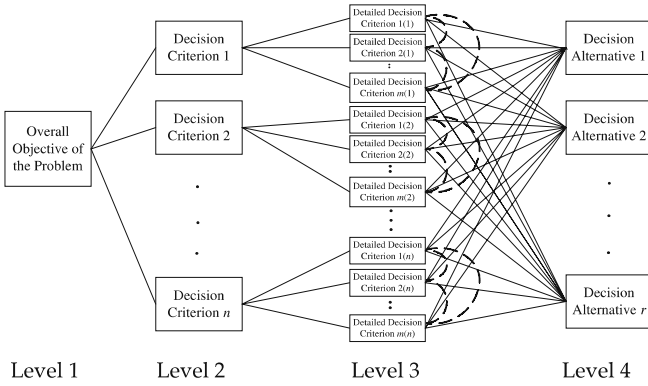 Overall
Objective of
the Problem
Decision
Criterion 1
Decision
Criterion 2
Decision
Criterion n
Detailed Decision
Criterion 1(1)
Detailed Decision
Criterion 2(1)
Detailed Decision
Criterion m(1)
Detailed Decision
Criterion 1(2)
Detailed Decision
Criterion 2(2)
Detailed Decision
Criterion m(2)
Detailed Decision
Criterion 1(n)
Detailed Decision
Criterion 2(n)
Detailed Decision
Criterion m(n)
Decision
Alternative 1
Decision
Alternative 2
Decision
Alternative r
Level 1
Level 2
Level 3
Level 4